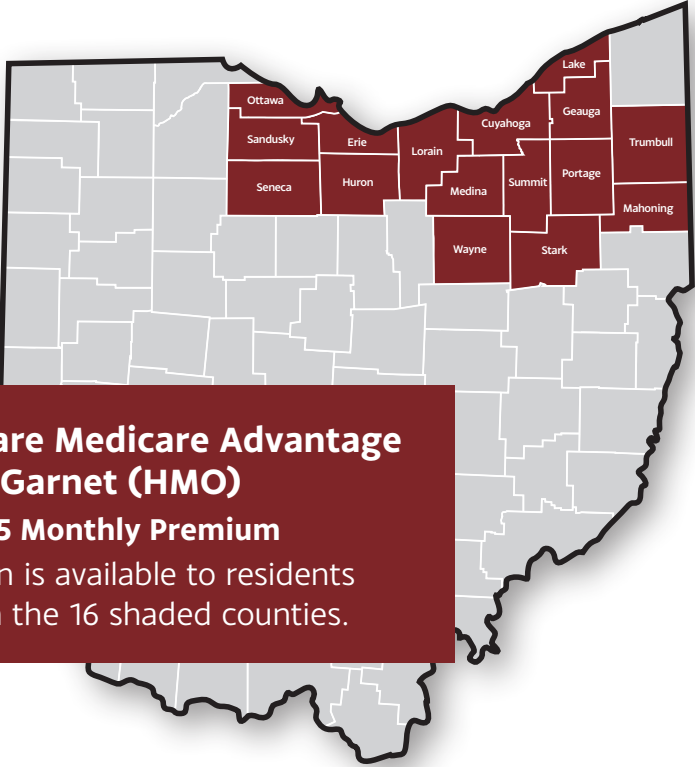 Lake
Ottawa
Geauga
Cuyahoga
Sandusky
Erie
Trumbull
Lorain
Portage
Summit
Huron
Seneca
Medina
Mahoning
Wayne
Stark
are Medicare Advantage
Garnet (HMO)
5 Monthly Premium
n is available to residents
the 16 shaded counties.